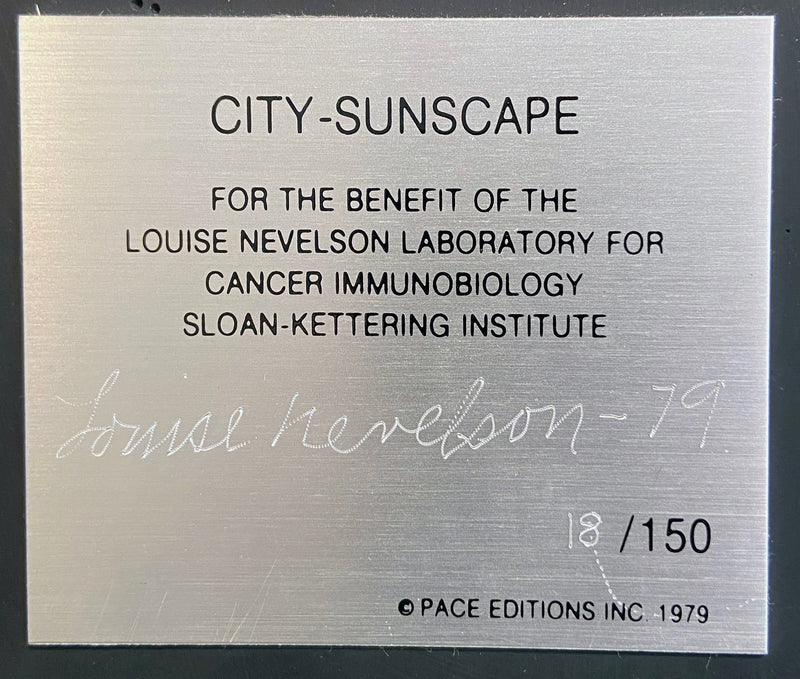 CITY-SUNSCAPE
FOR THE BENEFIT OF THE
LOUISE NEVELSON LABORATORY FOR
CANCER IMMUNOBIOLOGY
SLOAN-KETTERING INSTITUTE
Louise Nevelson - 79
18 /150
© PACE EDITIONS INC. 1979